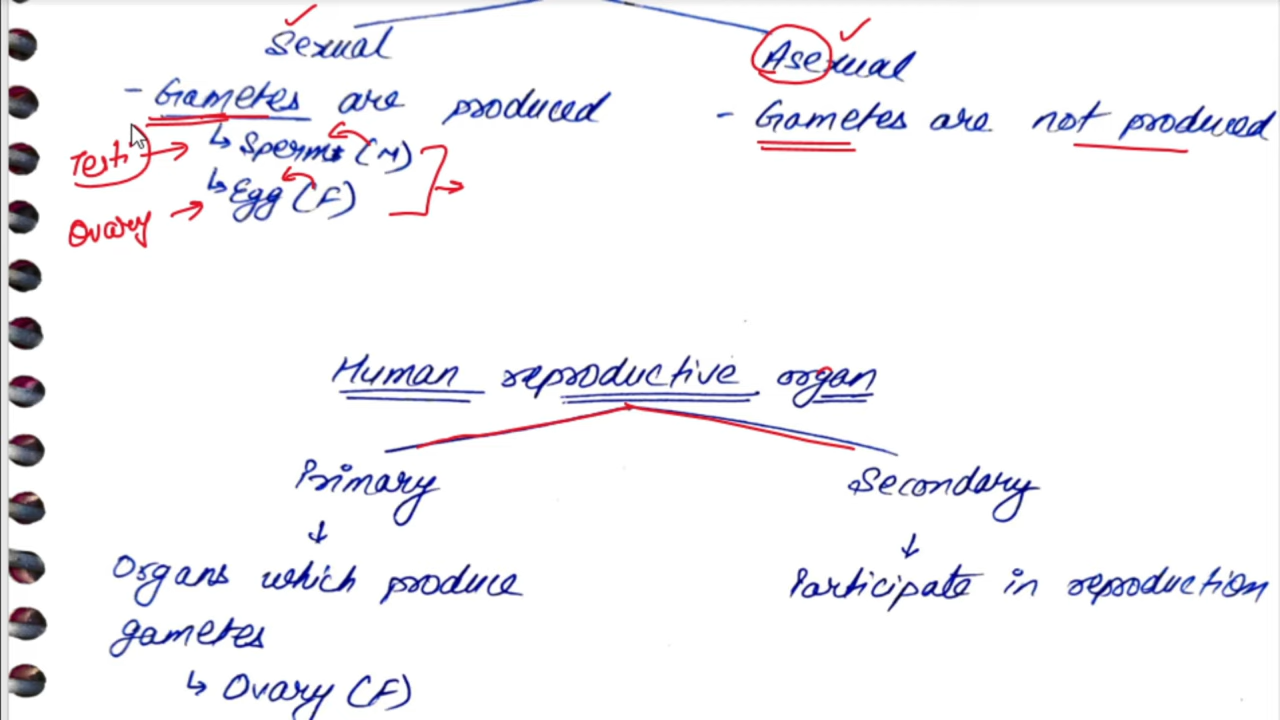 Sexual
Asexual
- Gametes are produced
- Gametes are not produced
Testi → ↳ Sperms (M)
Ovary → ↳ Egg (F)
Human reproductive organ
Primary
Secondary
↓
↓
Organs which produce
gametes
Participate in reproduction
↳ Ovary (F)